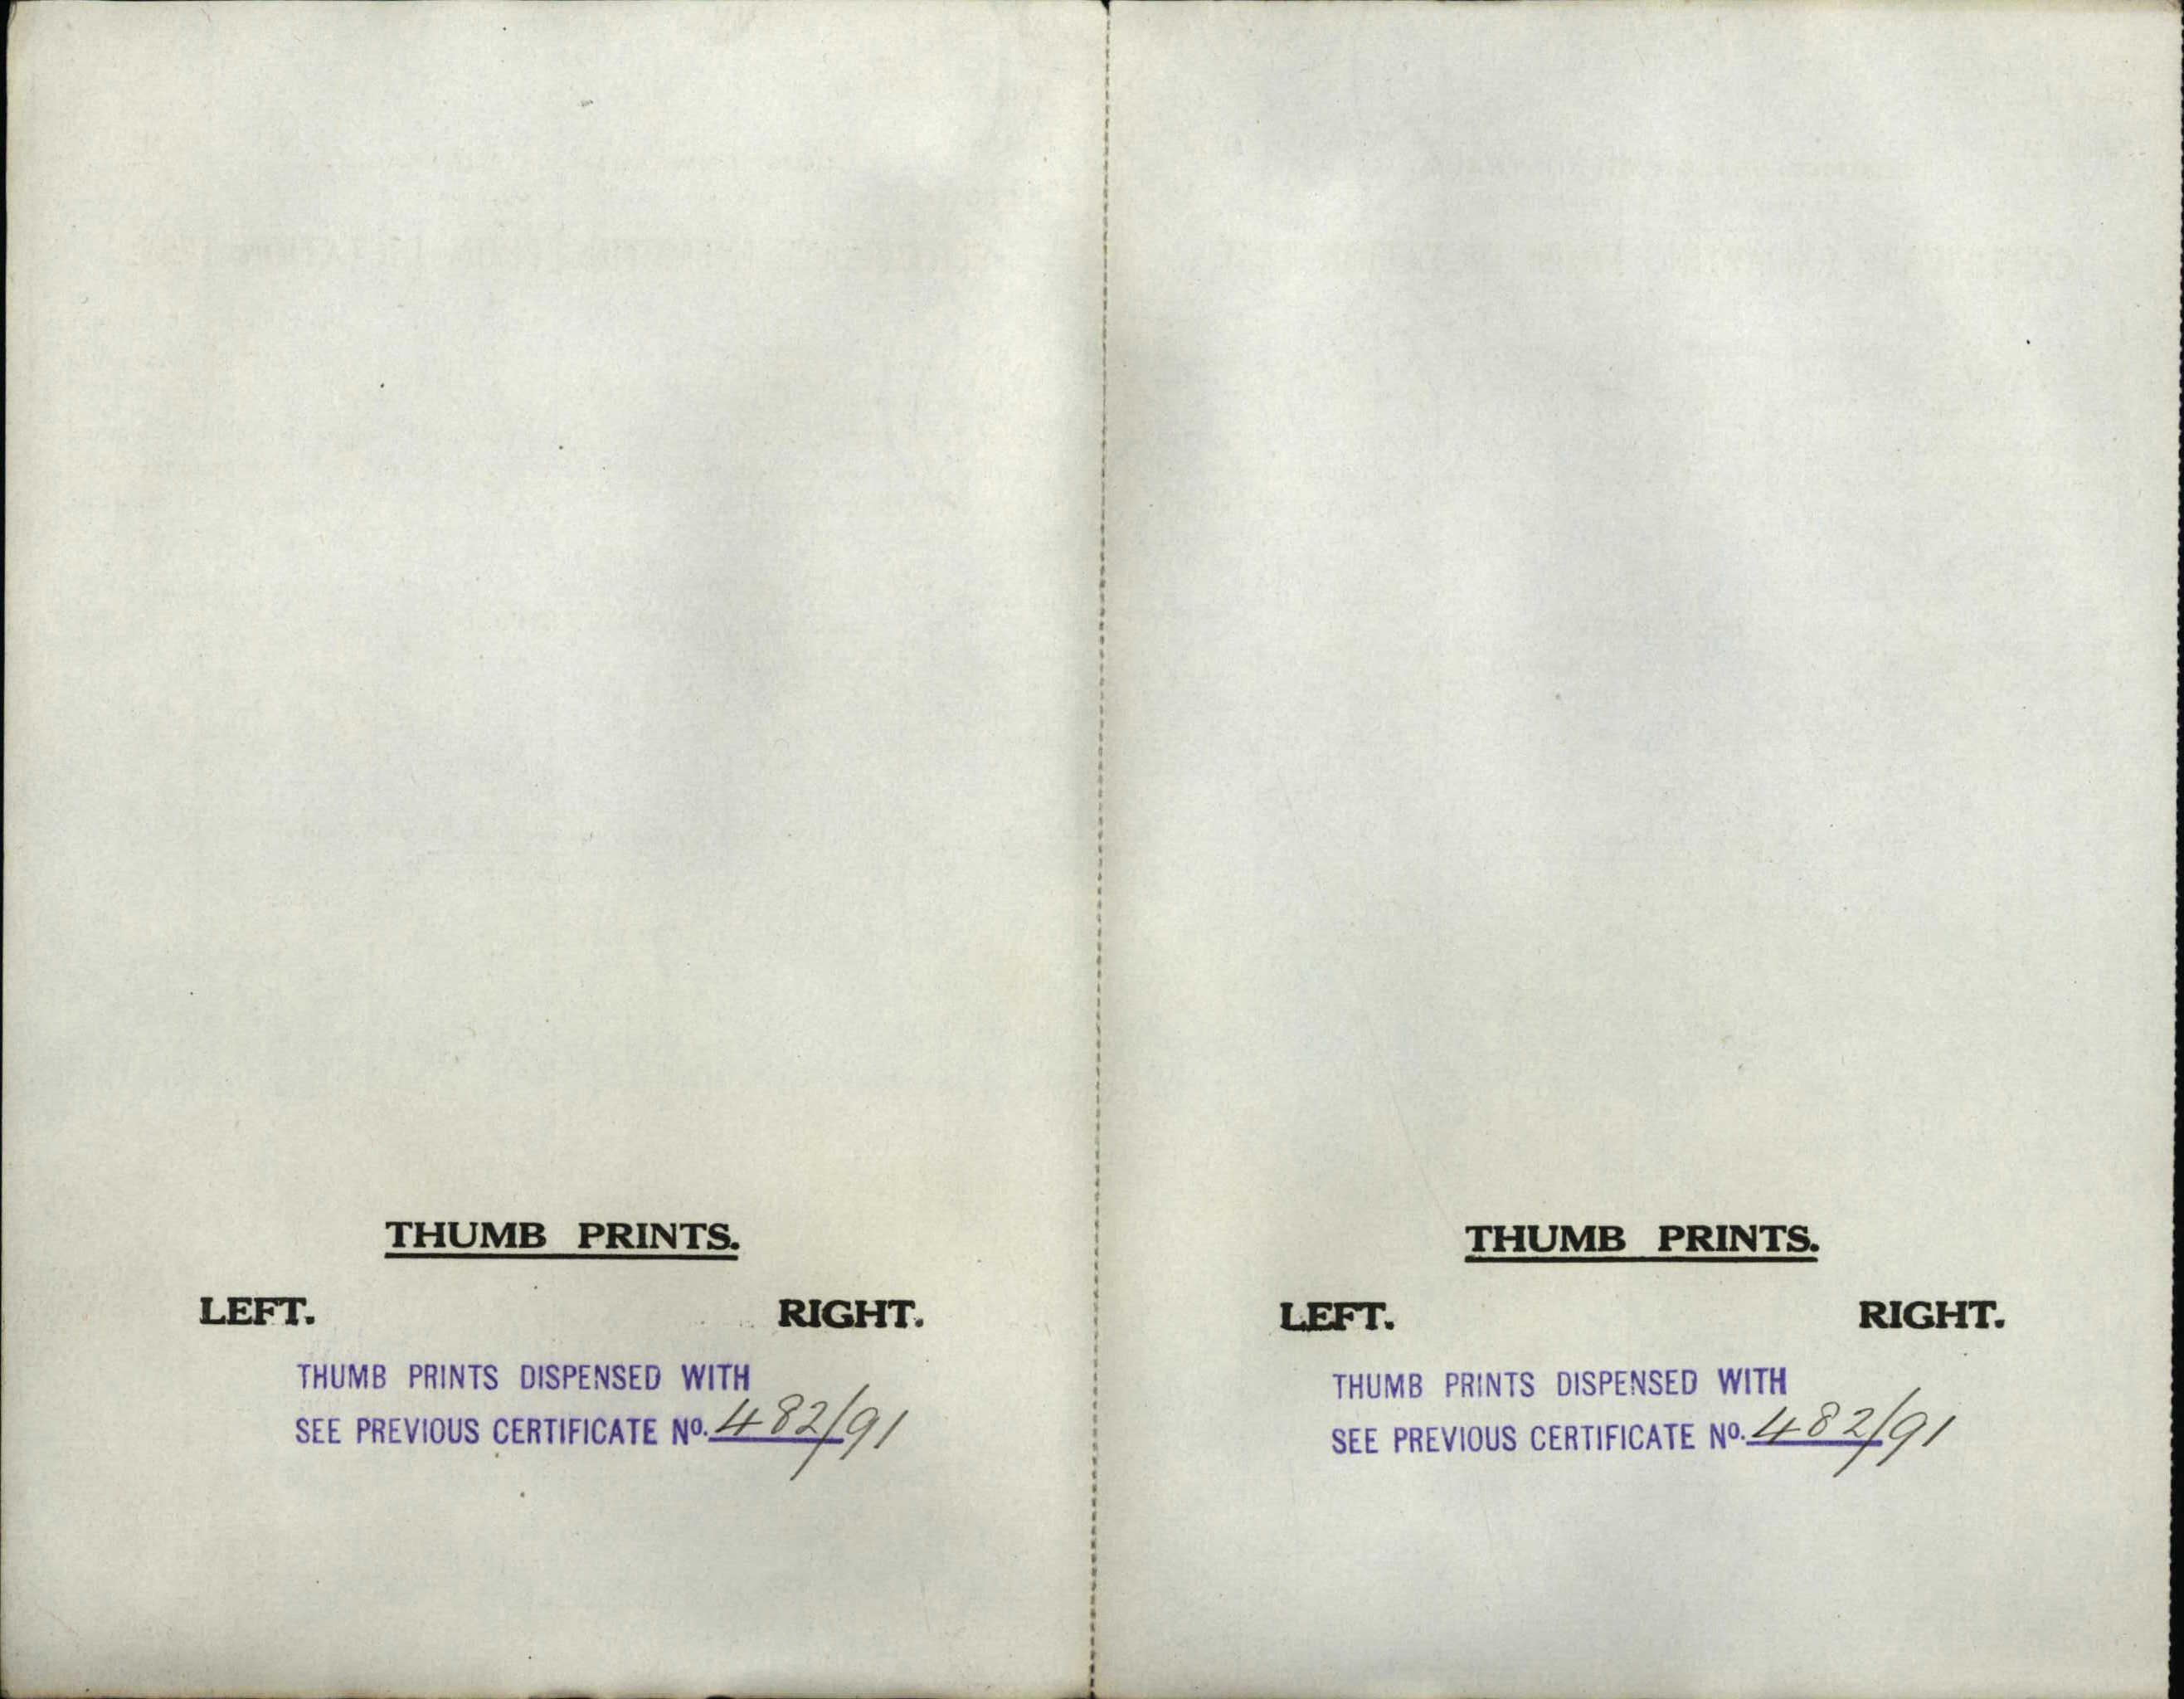 THUMB PRINTS.
LEFT. RIGHT.
THUMB PRINTS DISPENSED WITH
SEE PREVIOUS CERTIFICATE No. 482/91
THUMB PRINTS.
LEFT. RIGHT.
THUMB PRINTS DISPENSED WITH
SEE PREVIOUS CERTIFICATE No. 482/91